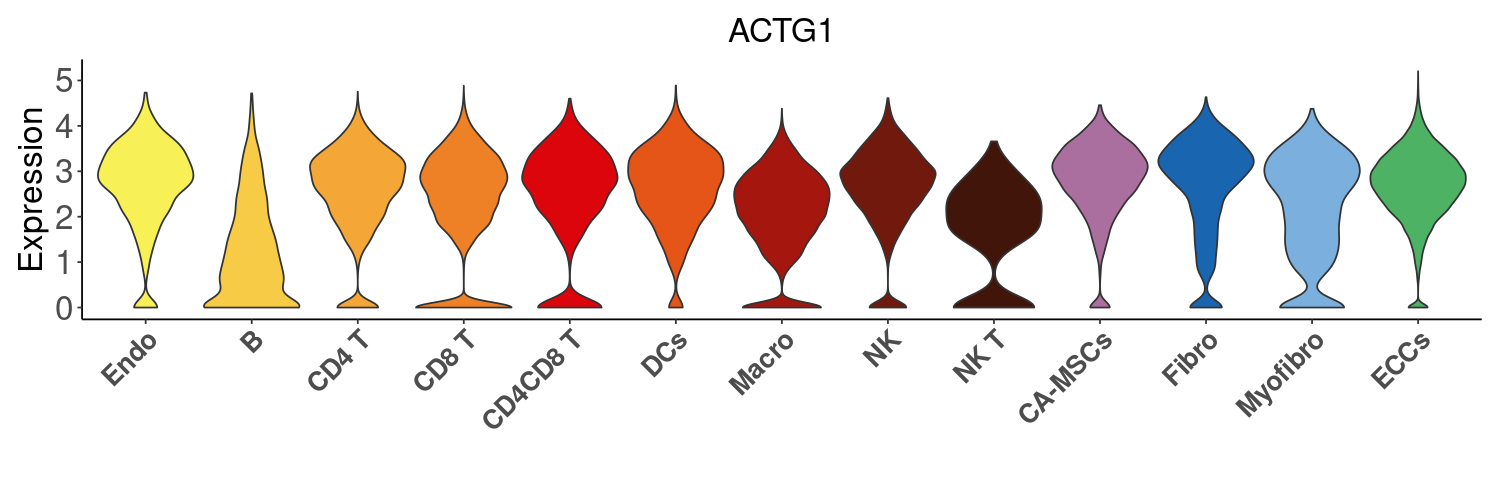 ACTG1
Expression
5
4
3
2
1
0
Endo
B
CD4 T
CD8 T
CD4CD8 T
DCs
Macro
NK
NK T
CA-MSCs
Fibro
Myofibro
ECCs